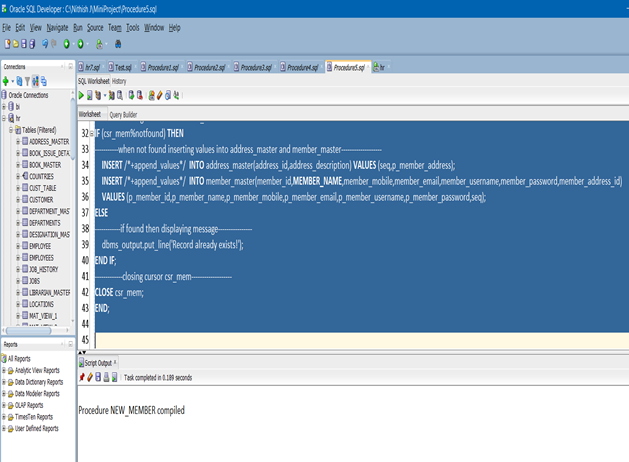 Oracle SQL Developer : C:\Nithish J\MiniProject\Procedure5.sql
File Edit View Navigate Run Source Team Tools Window Help
Connections
hr7.sql Test.sql Procedure1.sql Procedure2.sql Procedure3.sql Procedure4.sql Procedure5.sql hr
SQL Worksheet History
Worksheet Query Builder
Oracle Connections
bi
hr
Tables (Filtered)
ADDRESS_MASTER
BOOK_ISSUE_DETA
BOOK_MASTER
COUNTRIES
CUST_TABLE
CUSTOMER
DEPARTMENT_MAS
DEPARTMENTS
DESIGNATION_MAS
EMPLOYEE
EMPLOYEES
JOB_HISTORY
JOBS
LIBRARIAN_MASTER
LOCATIONS
MAT_VIEW_1
32 IF (csr_mem%notfound) THEN
33 ----------when not found inserting values into address_master and member_master-----------------
34 INSERT /*+append_values*/ INTO address_master(address_id,address_description) VALUES (seq,p_member_address);
35 INSERT /*+append_values*/ INTO member_master(member_id,MEMBER_NAME,member_mobile,member_email,member_username,member_password,member_address_id)
36 VALUES (p_member_id,p_member_name,p_member_mobile,p_member_email,p_member_username,p_member_password,seq);
37 ELSE
38 -----------if found then displaying message---------------
39 dbms_output.put_line('Record already exists!');
40 END IF;
41 ------------closing cursor csr_mem-----------------
42 CLOSE csr_mem;
43 END;
44
45
Reports
All Reports
Analytic View Reports
Data Dictionary Reports
Data Modeler Reports
OLAP Reports
TimesTen Reports
User Defined Reports
Script Output
Task completed in 0.189 seconds
Procedure NEW_MEMBER compiled